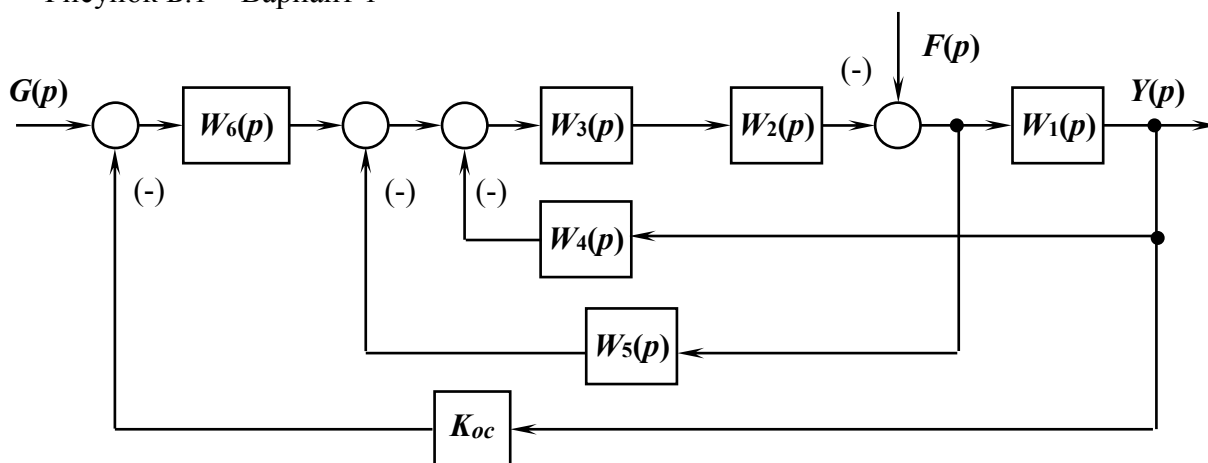 Рисунок В.1 – Вариант 1
F(p)
(-)
G(p)
Y(p)
W6(p)
W3(p)
W2(p)
W1(p)
(-)
(-)
(-)
W4(p)
W5(p)
Koc